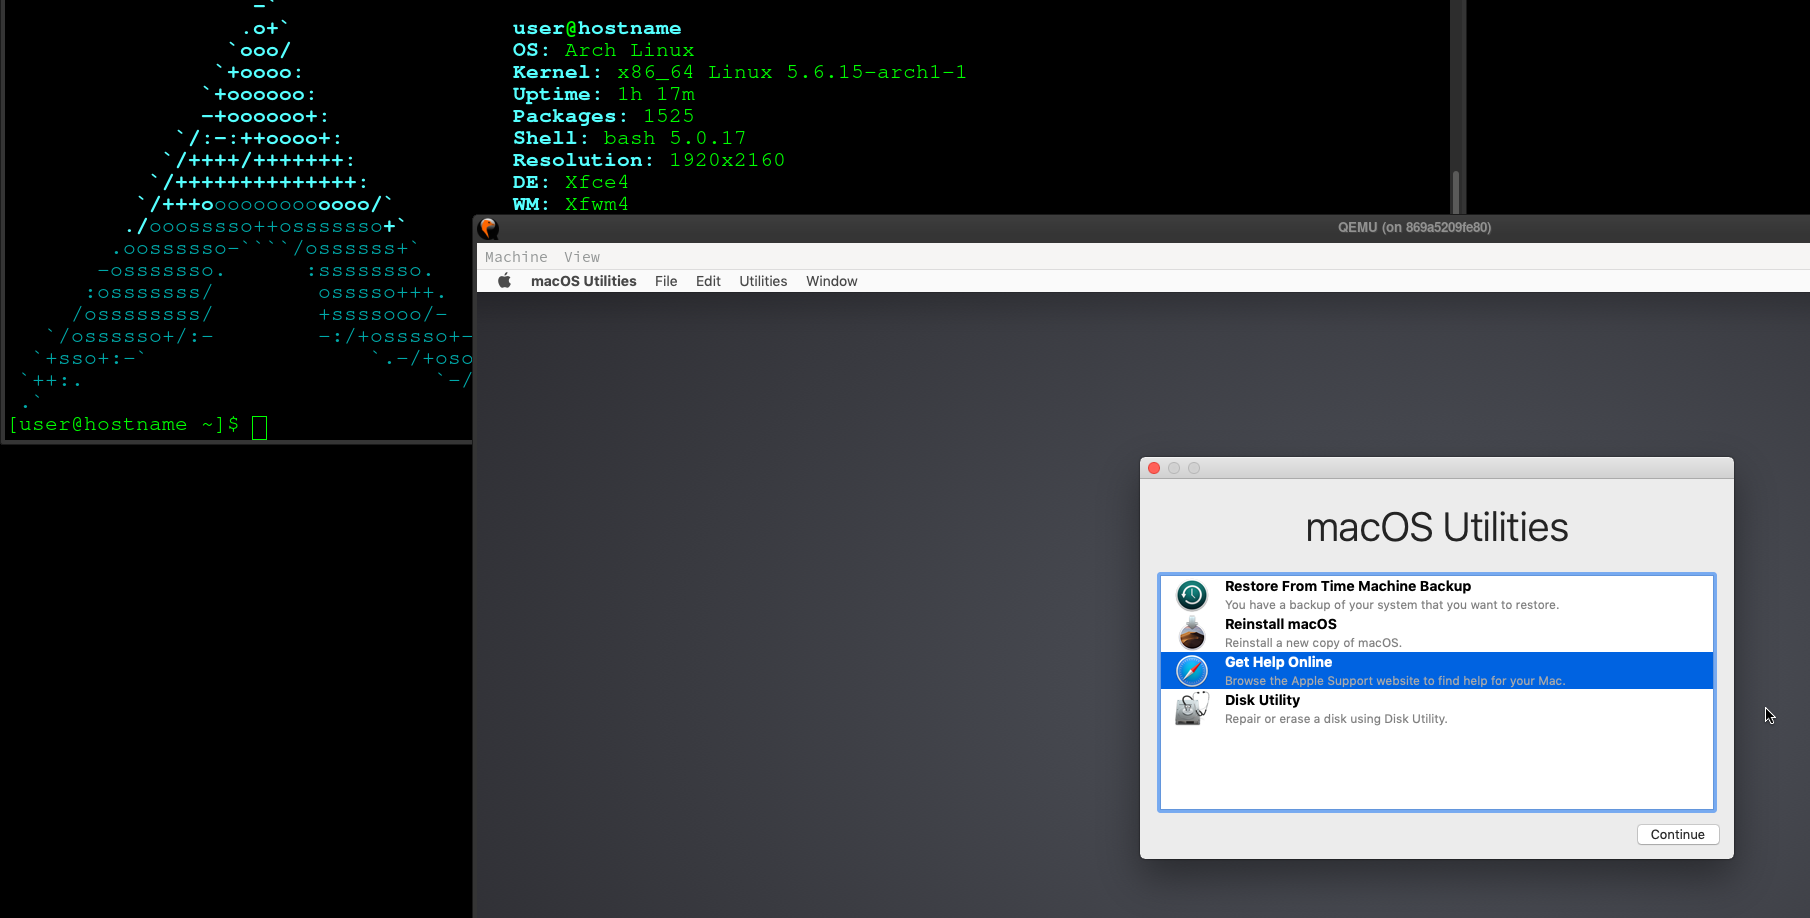 -`
.o+`
user@hostname
`ooo/
OS: Arch Linux
`+oooo:
Kernel: x86_64 Linux 5.6.15-arch1-1
`+oooooo:
Uptime: 1h 17m
-+oooooo+:
Packages: 1525
`/:-:++oooo+:
Shell: bash 5.0.17
`/++++/+++++++:
Resolution: 1920x2160
`/++++++++++++++:
DE: Xfce4
`/+++ooooooooooooo/`
WM: Xfwm4
./ooosssso++osssssso+`
.oossssso-````/ossssss+`
-osssssso.      :ssssssso.
:osssssss/        osssso+++.
/ossssssss/        +ssssooo/-
`/ossssso+/:-        -:/+osssso+-
`+sso+:-`                 `.-/+oso
`++:.                           `-/
.`
[user@hostname ~]$
QEMU (on 869a5209fe80)
Machine View
macOS Utilities File Edit Utilities Window
macOS Utilities
Restore From Time Machine Backup
You have a backup of your system that you want to restore.
Reinstall macOS
Reinstall a new copy of macOS.
Get Help Online
Browse the Apple Support website to find help for your Mac.
Disk Utility
Repair or erase a disk using Disk Utility.
Continue